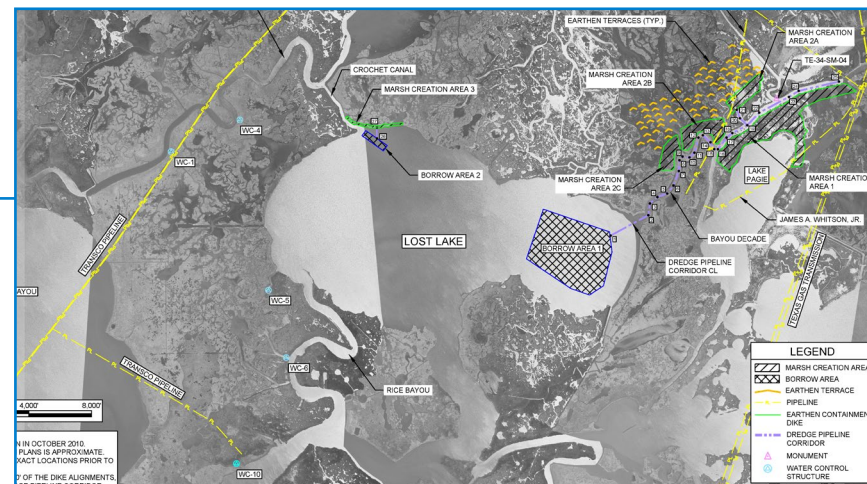 EARTHEN TERRACES (TYP.)
MARSH CREATION
AREA 2A
TE-34-SM-04
CROCHET CANAL
MARSH CREATION AREA 3
MARSH CREATION
AREA 2B
WC-4
WC-1
BORROW AREA 2
MARSH CREATION
AREA 2C
LAKE
PAGIE
MARSH CREATION
AREA 1
JAMES A. WHITSON, JR.
TRANSCO PIPELINE
LOST LAKE
BORROW AREA 1
BAYOU DECADE
DREDGE PIPELINE
CORRIDOR CL
TEXAS GAS TRANSMISSION
BAYOU
WC-5
WC-6
TRANSCO PIPELINE
RICE BAYOU
4,000' 8,000'
WC-10
N IN OCTOBER 2010.
PLANS IS APPROXIMATE.
EXACT LOCATIONS PRIOR TO
OF THE DIKE ALIGNMENTS,
LEGEND
MARSH CREATION AREA
BORROW AREA
EARTHEN TERRACE
PIPELINE
EARTHEN CONTAINMENT
DIKE
DREDGE PIPELINE
CORRIDOR
MONUMENT
WATER CONTROL
STRUCTURE